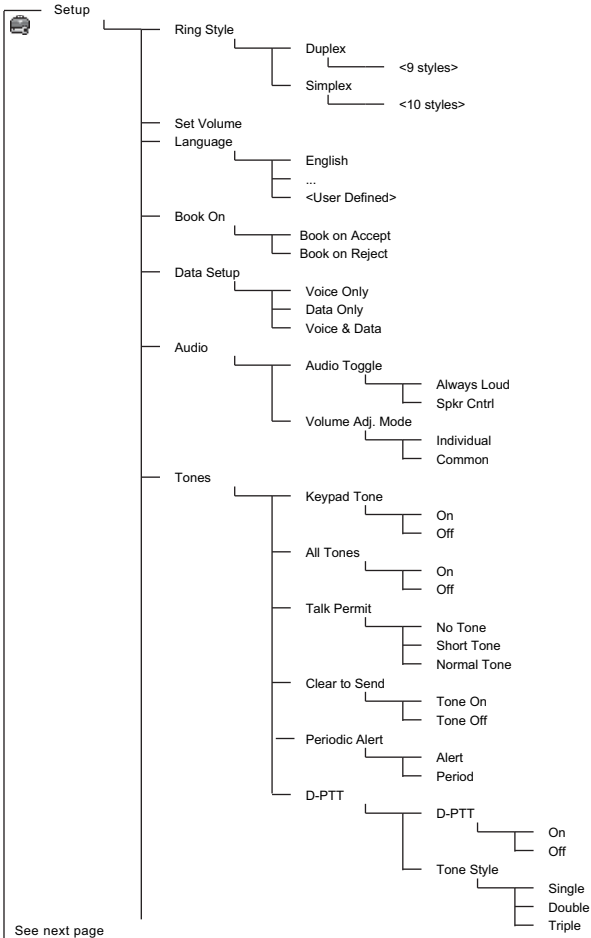 Setup
Ring Style
Duplex
<9 styles>
Simplex
<10 styles>
Set Volume
Language
English
...
<User Defined>
Book On
Book on Accept
Book on Reject
Data Setup
Voice Only
Data Only
Voice & Data
Audio
Audio Toggle
Always Loud
Spkr Cntrl
Volume Adj. Mode
Individual
Common
Tones
Keypad Tone
On
Off
All Tones
On
Off
Talk Permit
No Tone
Short Tone
Normal Tone
Clear to Send
Tone On
Tone Off
Periodic Alert
Alert
Period
D-PTT
D-PTT
On
Off
Tone Style
Single
Double
Triple
See next page